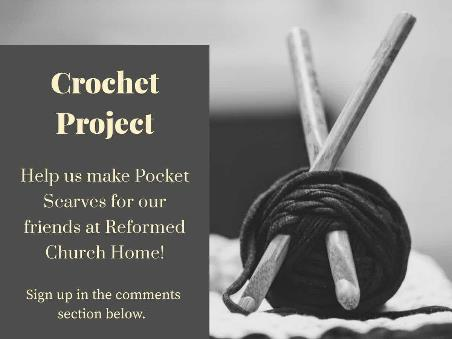 Crochet
Project
Help us make Pocket
Scarves for our
friends at Reformed
Church Home!
Sign up in the comments
section below.